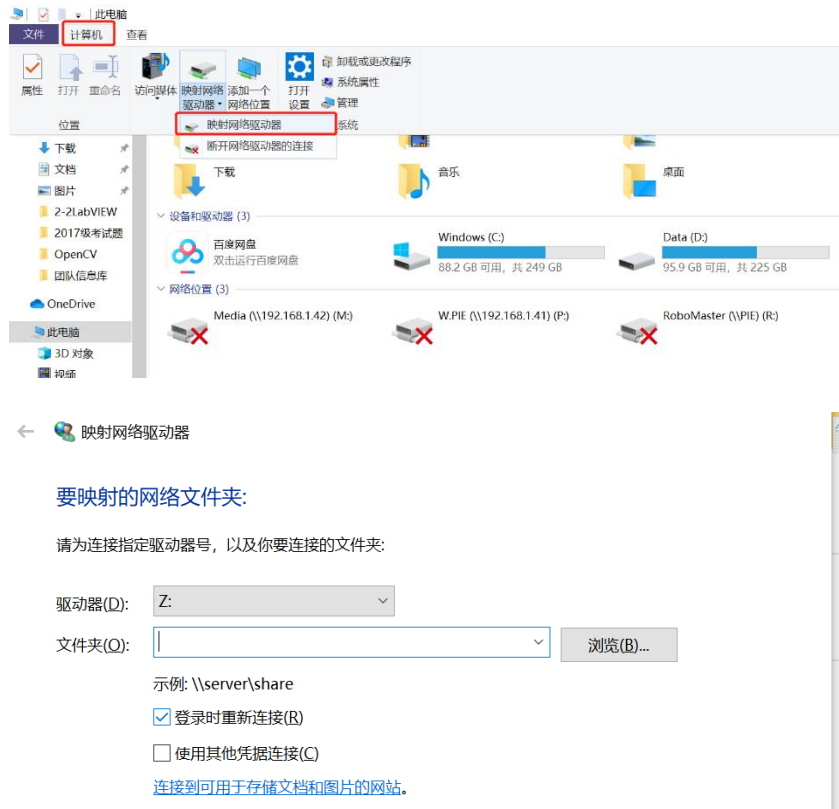 此电脑
文件 计算机 查看
属性 打开 重命名 访问媒体 映射网络驱动器 添加一个网络位置 打开设置 卸载或更改程序
系统属性
管理
位置 系统
映射网络驱动器
断开网络驱动器的连接
下载
文档
图片
2-2LabVIEW
2017级考试题
OpenCV
团队信息库
OneDrive
此电脑
3D 对象
视频
下载 音乐 桌面
设备和驱动器 (3)
百度网盘
双击运行百度网盘
Windows (C:)
88.2 GB 可用，共 249 GB
Data (D:)
95.9 GB 可用，共 225 GB
网络位置 (3)
Media (\\192.168.1.42) (M:) W.PIE (\\192.168.1.41) (P:) RoboMaster (\\PIE) (R:)
映射网络驱动器
要映射的网络文件夹:
请为连接指定驱动器号，以及你要连接的文件夹:
驱动器(D): Z:
文件夹(O): 浏览(B)...
示例: \\server\share
登录时重新连接(R)
使用其他凭据连接(C)
连接到可用于存储文档和图片的网站。